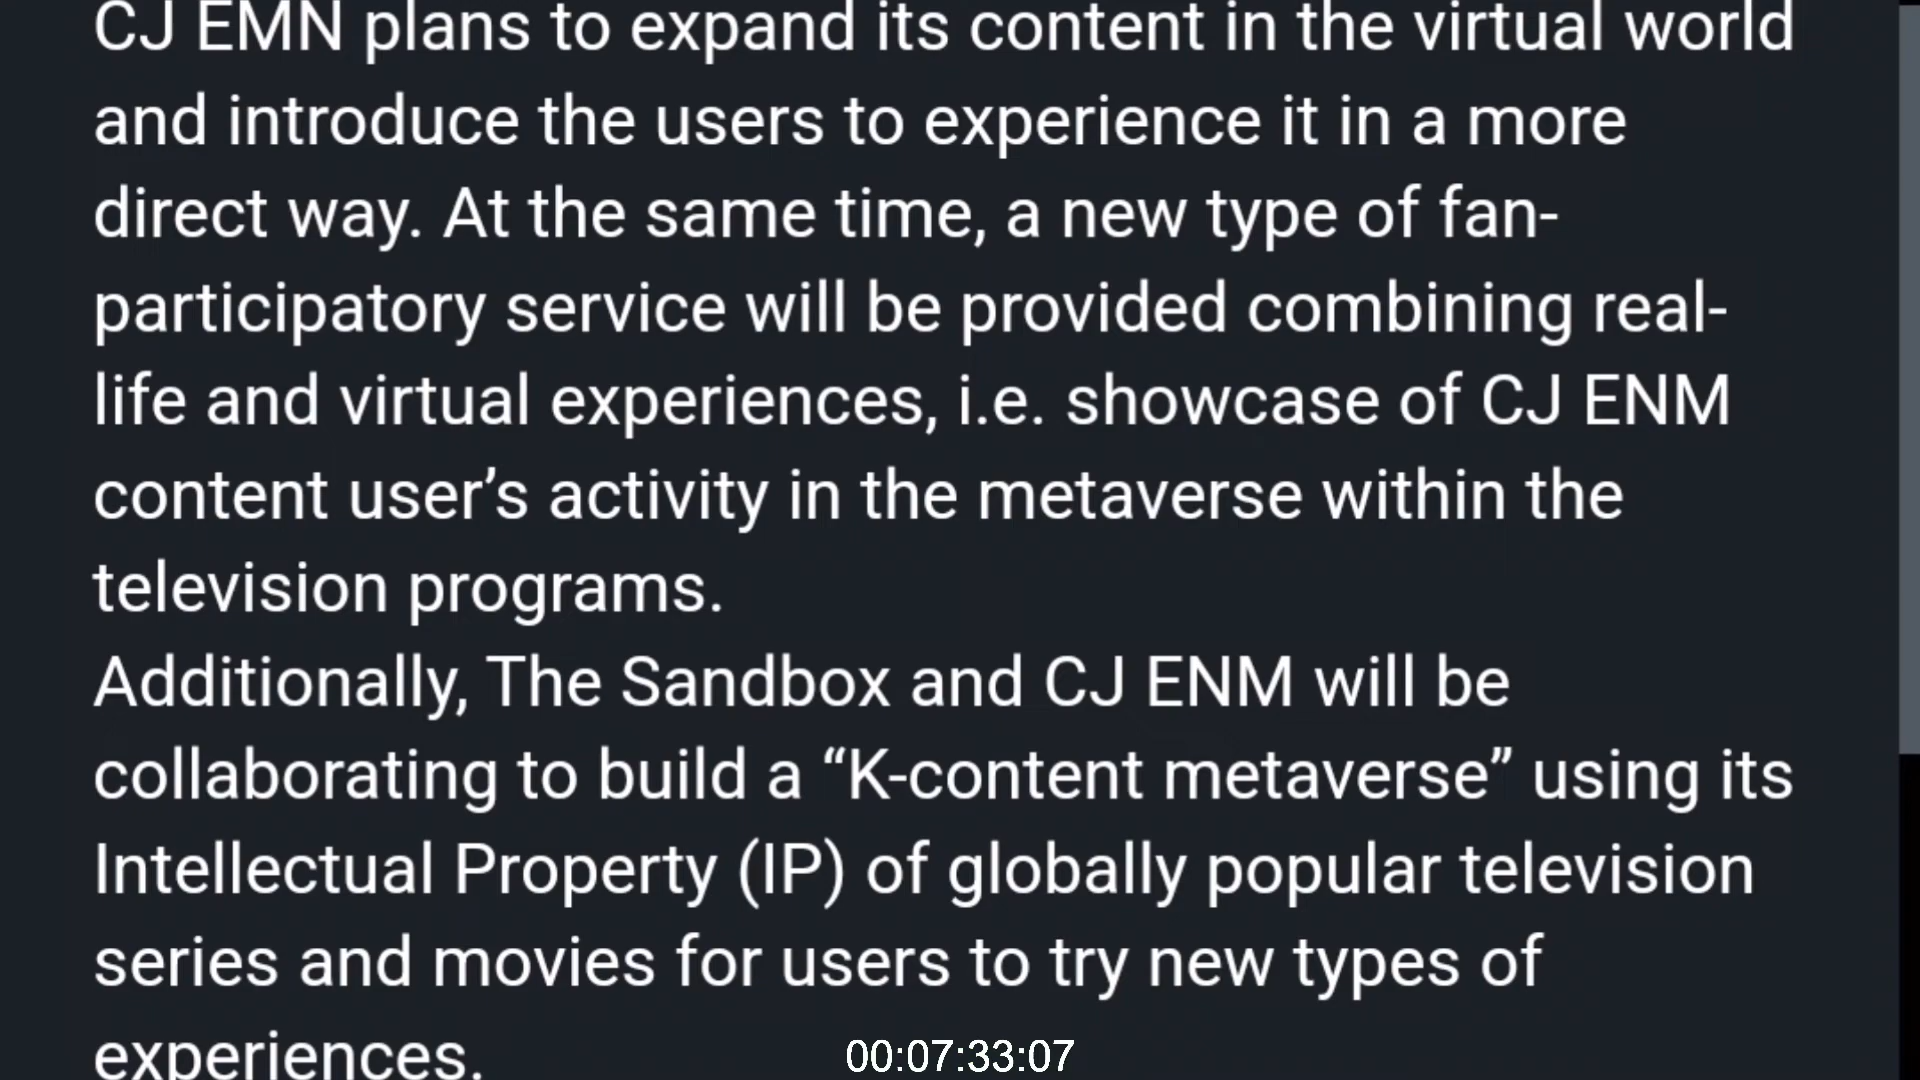 CJ EMN plans to expand its content in the virtual world
and introduce the users to experience it in a more
direct way. At the same time, a new type of fan-
participatory service will be provided combining real-
life and virtual experiences, i.e. showcase of CJ ENM
content user’s activity in the metaverse within the
television programs.
Additionally, The Sandbox and CJ ENM will be
collaborating to build a “K-content metaverse” using its
Intellectual Property (IP) of globally popular television
series and movies for users to try new types of
experiences.
00:07:33:07